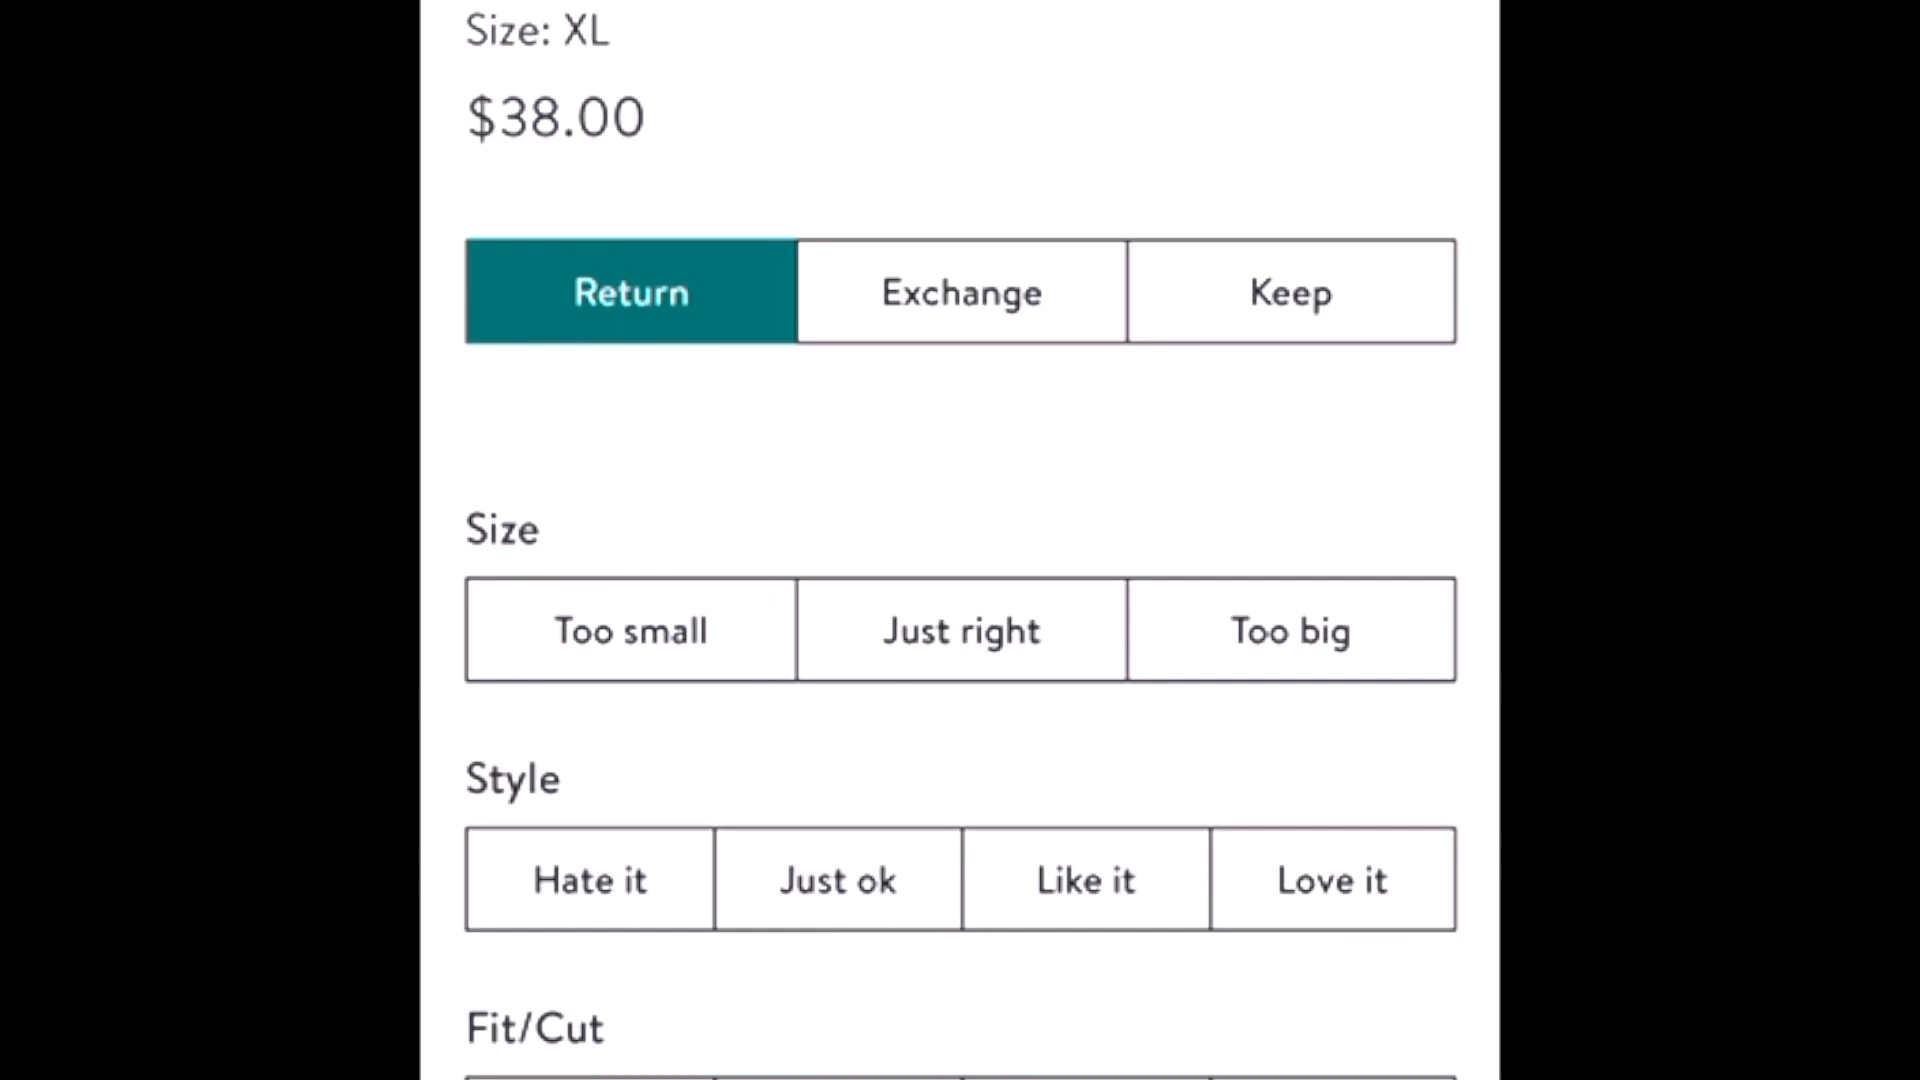 Size: XL
$38.00
Return Exchange Keep
Size
Too small Just right Too big
Style
Hate it Just ok Like it Love it
Fit/Cut